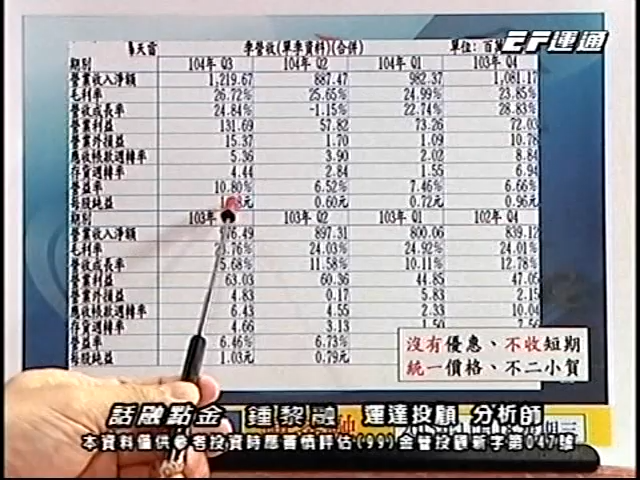 季營收(單季資料)(合併)
EF運通
期別 104年 Q3 104年 Q2 104年 Q1 103年 Q4
營業收入淨額 1,219.67 887.47 982.37 1,081.17
毛利率 26.72% 25.65% 24.99% 23.85%
營收成長率 24.84% -1.15% 22.74% 28.83%
營業利益 131.69 57.82 73.26 72.03
營業外損益 15.37 1.70 1.09 10.78
應收帳款週轉率 5.36 3.90 2.02 8.84
存貨週轉率 4.44 2.84 1.55 6.94
營益率 10.80% 6.52% 7.46% 6.66%
每股純益 0.60元 0.72元 0.96元
期別 103年 103年 Q2 103年 Q1 102年 Q4
營業收入淨額 897.31 800.06 839.12
毛利率 24.03% 24.92% 24.01%
營收成長率 5.68% 11.58% 10.11% 12.78%
營業利益 63.03 60.36 44.85 47.05
營業外損益 4.83 0.17 5.83 2.15
應收帳款週轉率 6.43 4.55 2.33 10.04
存貨週轉率 4.66 3.13 1.50 7.56
營益率 6.46% 6.73%
每股純益 1.03元 0.79元
沒有優惠、不收短期
統一價格、不二小賀
話融點金 鍾黎融 運達投顧 分析師
本資料僅供參考投資時應審慎評估(99)金管投顧新字第047號